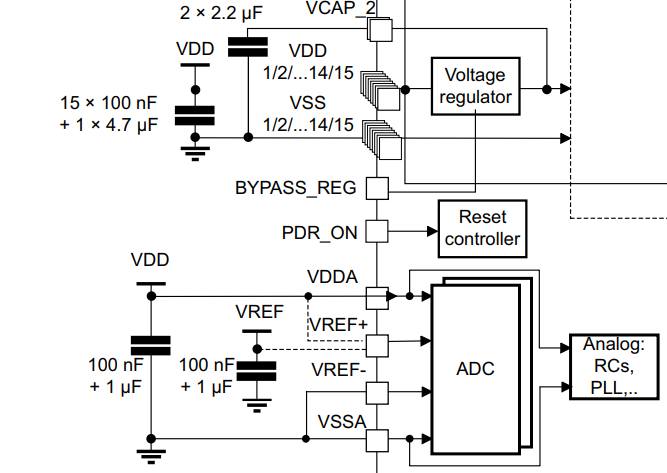 VCAP_2
2 × 2.2 µF
VDD
VDD
1/2/...14/15
Voltage
regulator
15 × 100 nF
+ 1 × 4.7 µF
VSS
1/2/...14/15
BYPASS_REG
PDR_ON
Reset
controller
VDD
VDDA
VREF
VREF+
100 nF
+ 1 µF
100 nF
+ 1 µF
VREF-
ADC
Analog:
RCs,
PLL,..
VSSA